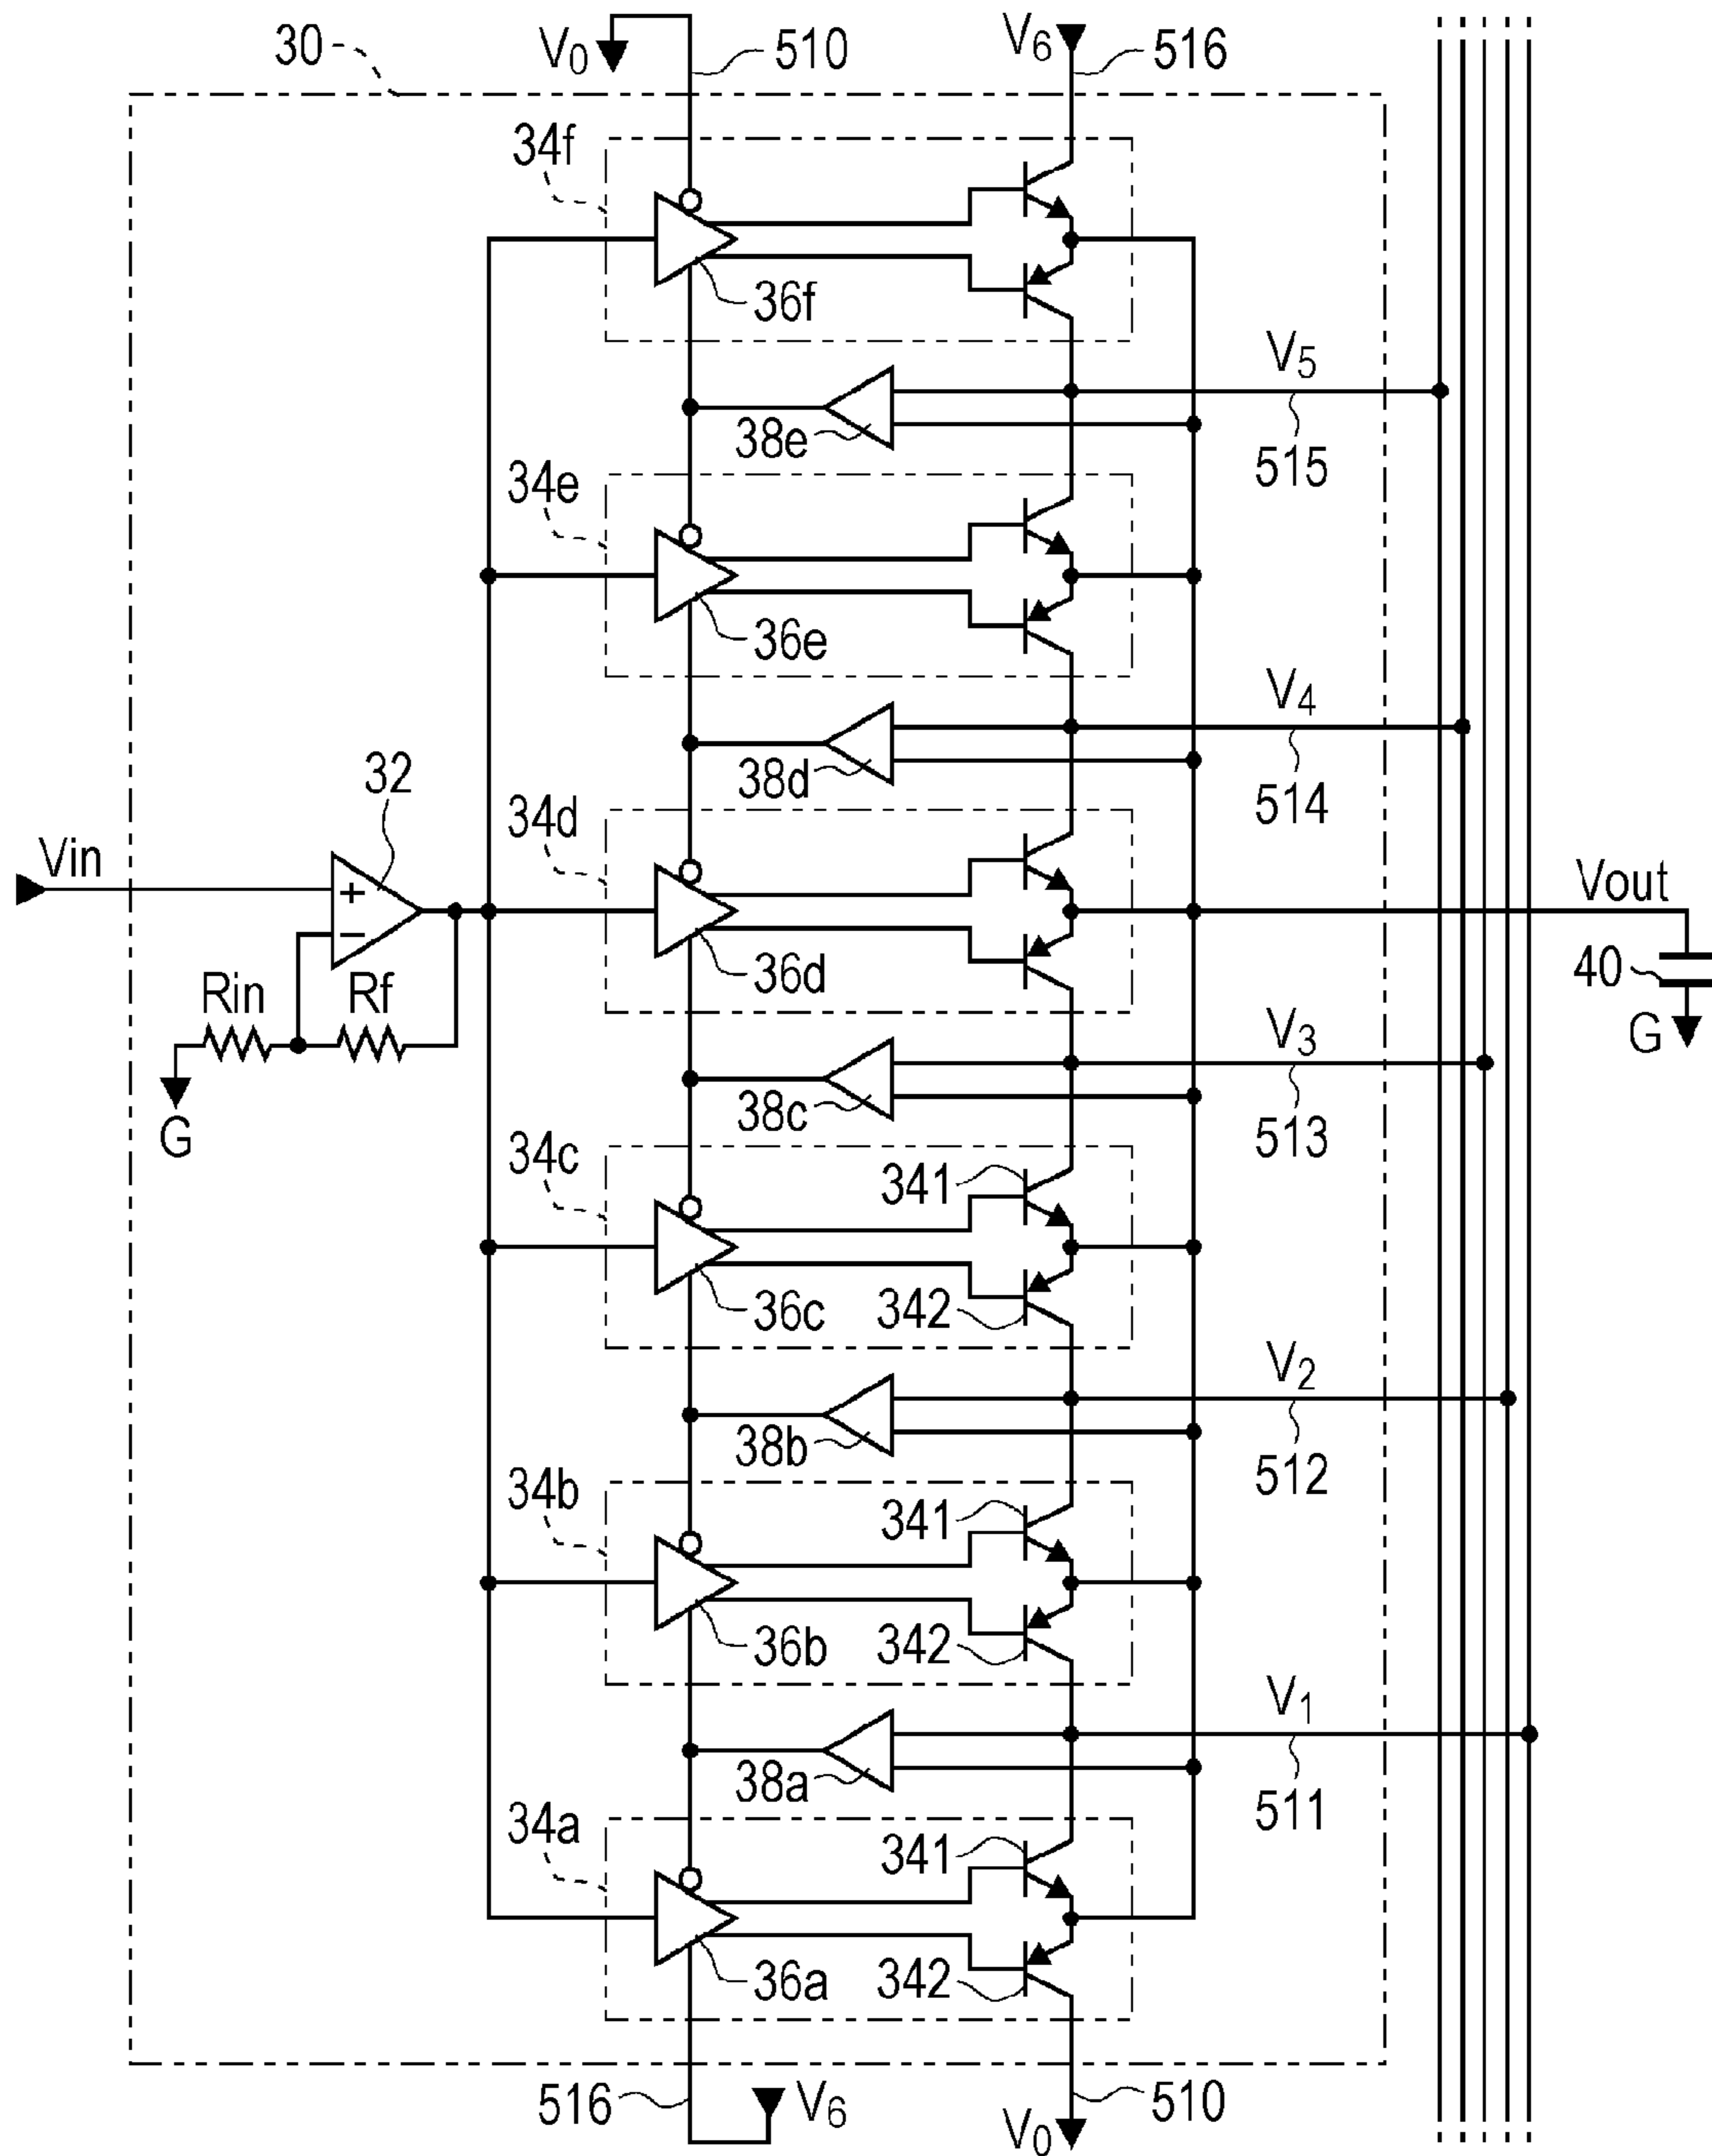 30
V₀
510
V₆
516
34f
36f
V₅
38e
515
34e
36e
V₄
38d
514
32
34d
Vin
Vout
36d
40
Rin
Rf
V₃
G
38c
513
G
34c
341
36c
342
V₂
38b
512
34b
341
36b
342
V₁
38a
511
34a
341
36a
342
516
V₆
510
V₀
+
−